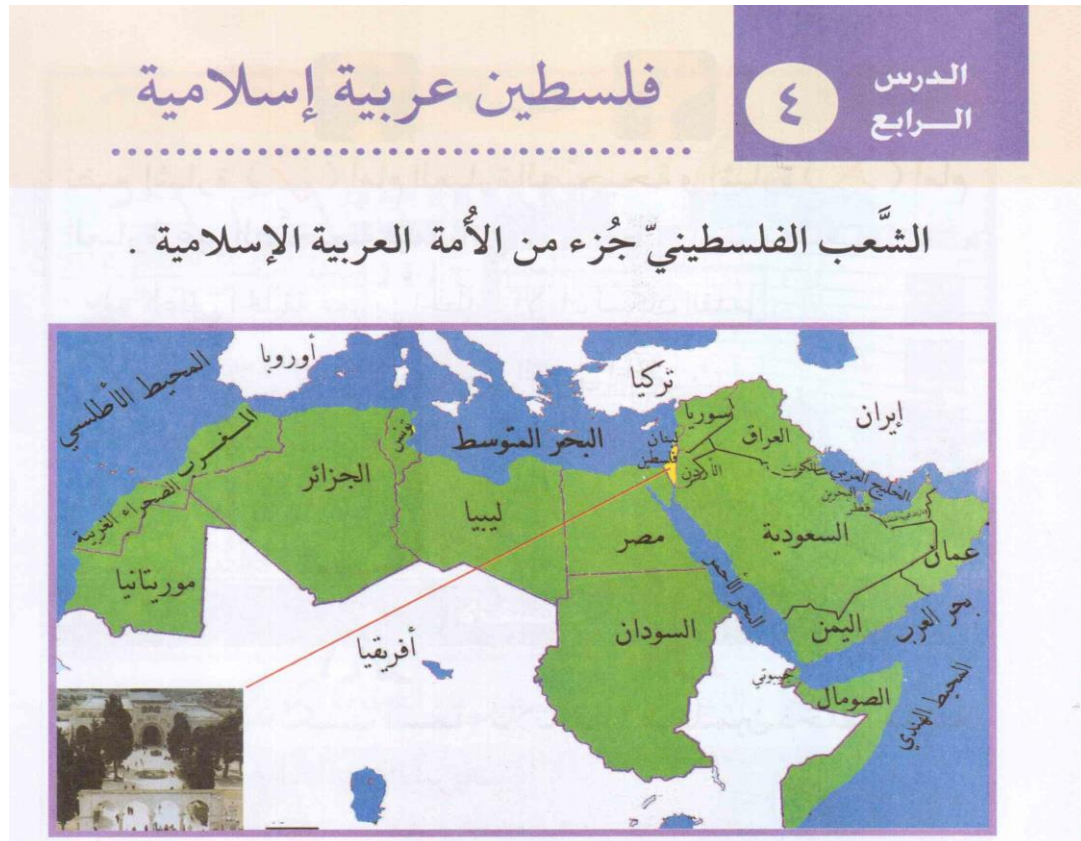 الدرس
الـــرابع
٤
فلسطين عربية إسلامية
الشَّعب الفلسطينيّ جُزء من الأُمة العربية الإسلامية .
أوروبا
تركيا
إيران
المحيط الأطلسي
البحر المتوسط
سوريا
لبنان
فلسطين
العراق
الأردن
الكويت
الخليج العربي
البحرين
قطر
المـغـرب
تونس
الجزائر
ليبيا
مصر
السعودية
عمان
الصحراء الغربية
موريتانيا
البحر الأحمر
السودان
اليمن
بحر العرب
أفريقيا
جيبوتي
الصومال
المحيط الهندي